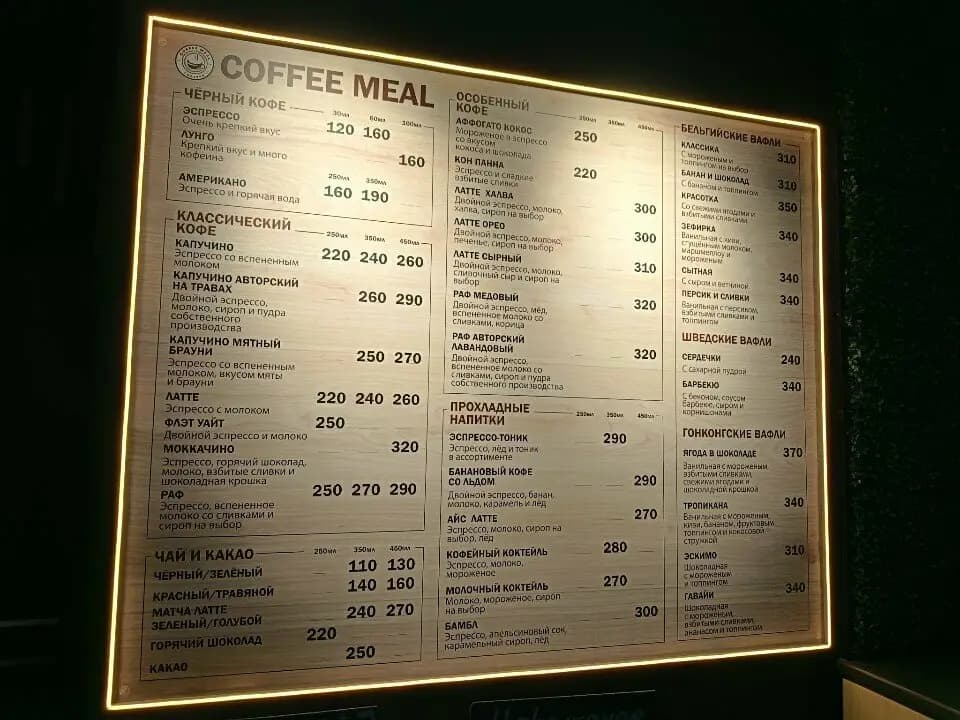 COFFEE MEAL
ЧЁРНЫЙ КОФЕ
30мл 60мл 300мл
ЭСПРЕССО 120 160
Очень крепкий вкус
ЛУНГО 160
Крепкий вкус и много
кофеина
250мл 350мл
АМЕРИКАНО 160 190
Эспрессо и горячая вода
КЛАССИЧЕСКИЙ
КОФЕ
250мл 350мл 450мл
КАПУЧИНО 220 240 260
Эспрессо со вспененным
молоком
КАПУЧИНО АВТОРСКИЙ
НА ТРАВАХ 260 290
Двойной эспрессо,
молоко, сироп и пудра
собственного
производства
КАПУЧИНО МЯТНЫЙ
БРАУНИ 250 270
Эспрессо со вспененным
молоком, вкусом мяты
и брауни
ЛАТТЕ 220 240 260
Эспрессо с молоком
ФЛЭТ УАЙТ 250
Двойной эспрессо и молоко
МОККАЧИНО 320
Эспрессо, горячий шоколад,
молоко, взбитые сливки и
шоколадная крошка
РАФ 250 270 290
Эспрессо, вспененное
молоко со сливками и
сироп на выбор
ЧАЙ И КАКАО
250мл 350мл 450мл
ЧЁРНЫЙ/ЗЕЛЁНЫЙ 110 130
КРАСНЫЙ/ТРАВЯНОЙ 140 160
МАТЧА-ЛАТТЕ
ЗЕЛЕНЫЙ/ГОЛУБОЙ 240 270
ГОРЯЧИЙ ШОКОЛАД 220
КАКАО 250
ОСОБЕННЫЙ
КОФЕ
250мл 350мл 450мл
АФФОГАТО КОКОС 250
Мороженое в эспрессо
со вкусом
кокоса и шоколада
КОН ПАННА 220
Эспрессо и сладкие
взбитые сливки
ЛАТТЕ ХАЛВА 300
Двойной эспрессо, молоко,
халва, сироп на выбор
ЛАТТЕ ОРЕО 300
Двойной эспрессо, молоко,
печенье, сироп на выбор
ЛАТТЕ СЫРНЫЙ 310
Двойной эспрессо, молоко,
сливочный сыр и сироп на
выбор
РАФ МЕДОВЫЙ 320
Двойной эспрессо, мёд,
вспененное молоко со
сливками, корица
РАФ АВТОРСКИЙ
ЛАВАНДОВЫЙ 320
Двойной эспрессо,
вспененное молоко со
сливками, сироп и пудра
собственного производства
ПРОХЛАДНЫЕ
НАПИТКИ
250мл 350мл 450мл
ЭСПРЕССО-ТОНИК 290
Эспрессо, лёд и тоник
в ассортименте
БАНАНОВЫЙ КОФЕ
СО ЛЬДОМ 290
Двойной эспрессо, банан,
молоко, карамель и лёд
АЙС ЛАТТЕ 270
Эспрессо, молоко, сироп на
выбор, лёд
КОФЕЙНЫЙ КОКТЕЙЛЬ 280
Эспрессо, молоко,
мороженое
МОЛОЧНЫЙ КОКТЕЙЛЬ 270
Молоко, мороженое, сироп
на выбор
БАМБЛ 300
Эспрессо, апельсиновый сок,
карамельный сироп, лёд
БЕЛЬГИЙСКИЕ ВАФЛИ
КЛАССИКА 310
С мороженым и
топпингом на выбор
БАНАН И ШОКОЛАД 310
С бананом и топпингом
КРАСОТКА 350
Со свежими ягодами и
взбитыми сливками
ЗЕФИРКА 340
Ванильная с киви,
сгущённым молоком,
маршмеллоу и
мороженым
СЫТНАЯ 340
С сыром и ветчиной
ПЕРСИК И СЛИВКИ 340
Ванильная с персиком,
взбитыми сливками и
топпингом
ШВЕДСКИЕ ВАФЛИ
СЕРДЕЧКИ 240
С сахарной пудрой
БАРБЕКЮ 340
С беконом, соусом
барбекю, сыром и
корнишонами
ГОНКОНГСКИЕ ВАФЛИ
ЯГОДА В ШОКОЛАДЕ 370
Ванильная с мороженым,
взбитыми сливками,
свежими ягодами и
шоколадной крошкой
ТРОПИКАНА 340
Ванильная с мороженым,
киви, бананом, фруктовым
топпингом и кокосовой
стружкой
ЭСКИМО 310
Шоколадная
с мороженым
и топпингом
ГАВАЙИ 340
Шоколадная
с мороженым,
взбитыми сливками,
ананасом и топпингом